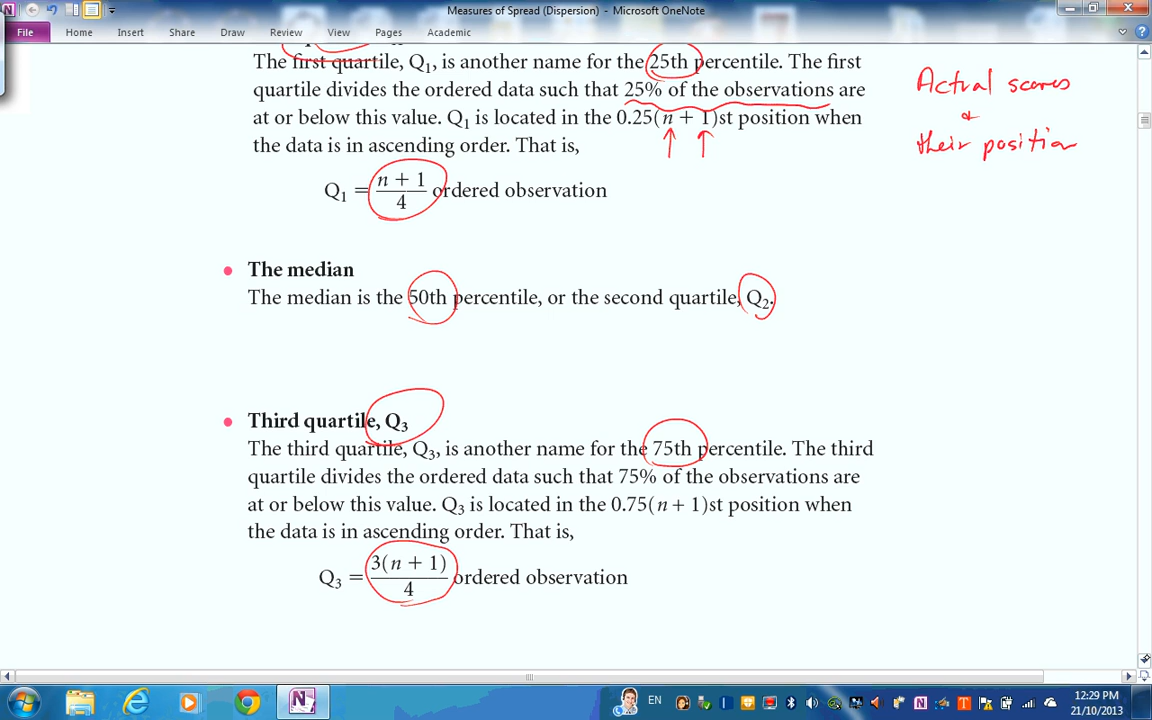 Measures of Spread (Dispersion) - Microsoft OneNote
File Home Insert Share Draw Review Pages View Academic
The first quartile, Q1, is another name for the 25th percentile. The first
quartile divides the ordered data such that 25% of the observations are
at or below this value. Q1 is located in the 0.25(n + 1)st position when
the data is in ascending order. That is,
Actual scores
&
their position
Q1 = (n + 1)/4 ordered observation
• The median
The median is the 50th percentile, or the second quartile, Q2.
• Third quartile, Q3
The third quartile, Q3, is another name for the 75th percentile. The third
quartile divides the ordered data such that 75% of the observations are
at or below this value. Q3 is located in the 0.75(n + 1)st position when
the data is in ascending order. That is,
Q3 = 3(n + 1)/4 ordered observation
EN
12:29 PM
21/10/2013